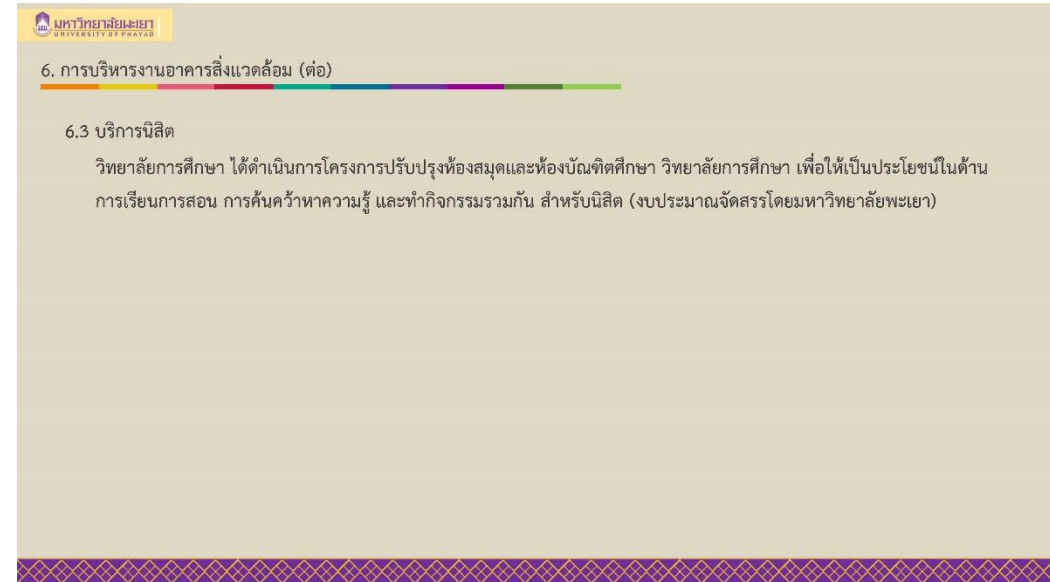 มหาวิทยาลัยพะเยา
UNIVERSITY OF PHAYAO
6. การบริหารงานอาคารสิ่งแวดล้อม (ต่อ)
6.3 บริการนิสิต
วิทยาลัยการศึกษา ได้ดำเนินการโครงการปรับปรุงห้องสมุดและห้องบัณฑิตศึกษา วิทยาลัยการศึกษา เพื่อให้เป็นประโยชน์ในด้าน
การเรียนการสอน การค้นคว้าหาความรู้ และทำกิจกรรมรวมกัน สำหรับนิสิต (งบประมาณจัดสรรโดยมหาวิทยาลัยพะเยา)